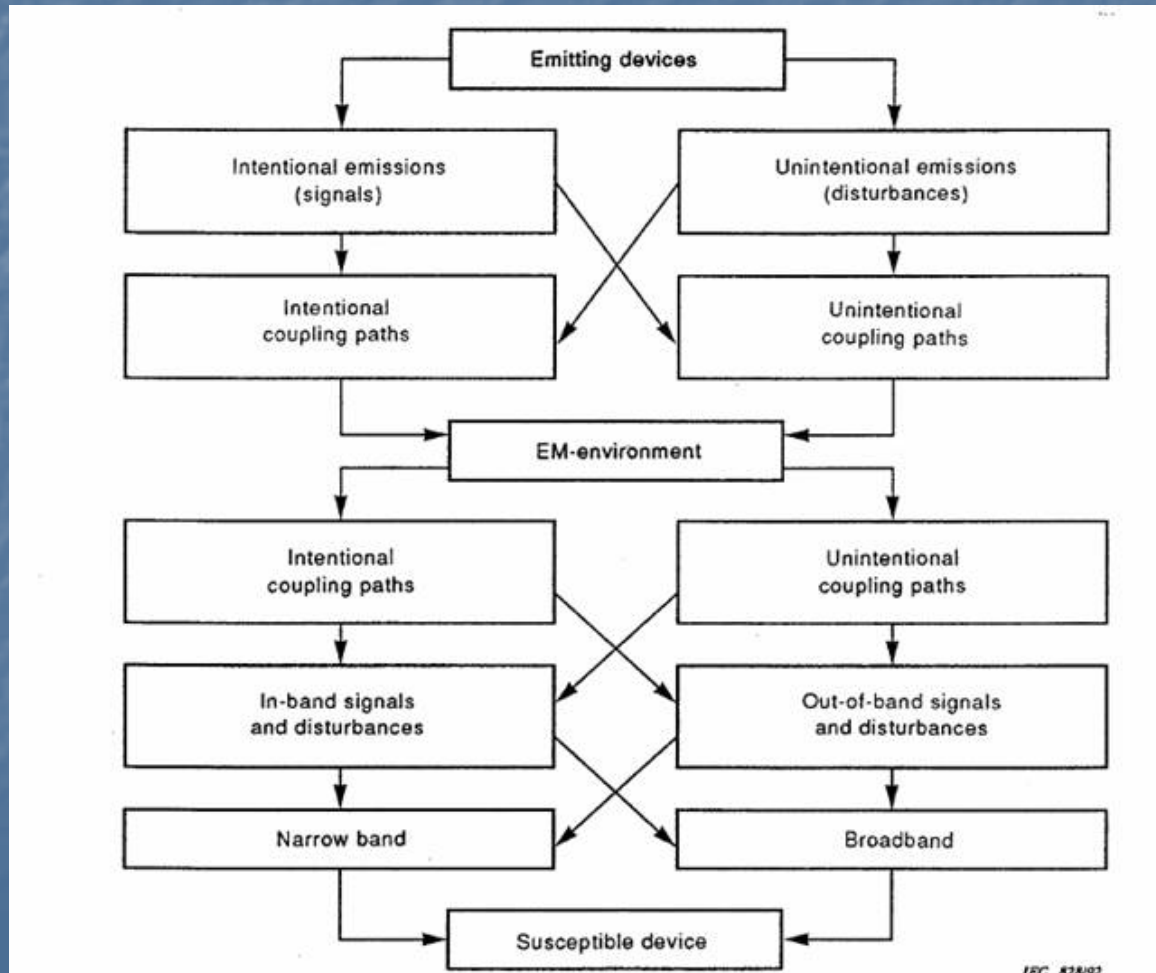 Emitting devices
Intentional emissions
(signals)
Unintentional emissions
(disturbances)
Intentional
coupling paths
Unintentional
coupling paths
EM-environment
Intentional
coupling paths
Unintentional
coupling paths
In-band signals
and disturbances
Out-of-band signals
and disturbances
Narrow band
Broadband
Susceptible device